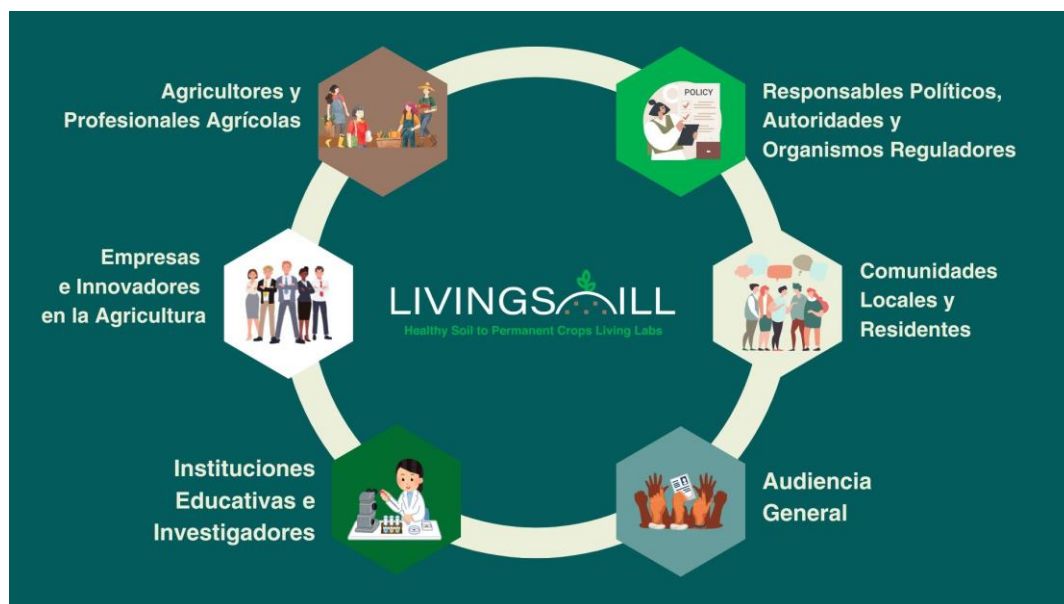 Agricultores y
Profesionales Agrícolas
POLICY
Responsables Políticos,
Autoridades y
Organismos Reguladores
Empresas
e Innovadores
en la Agricultura
LIVINGSOILL
Healthy Soil to Permanent Crops Living Labs
Comunidades
Locales y
Residentes
Instituciones
Educativas e
Investigadores
Audiencia
General